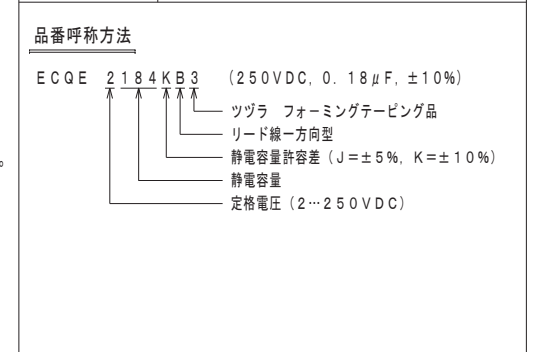 品番呼称方法
ECQE 2184KB3 (250VDC, 0.18μF, ±10%)
ツヅラ フォーミングテーピング品
リード線一方向型
静電容量許容差(J=±5%, K=±10%)
静電容量
定格電圧(2…250VDC)
。